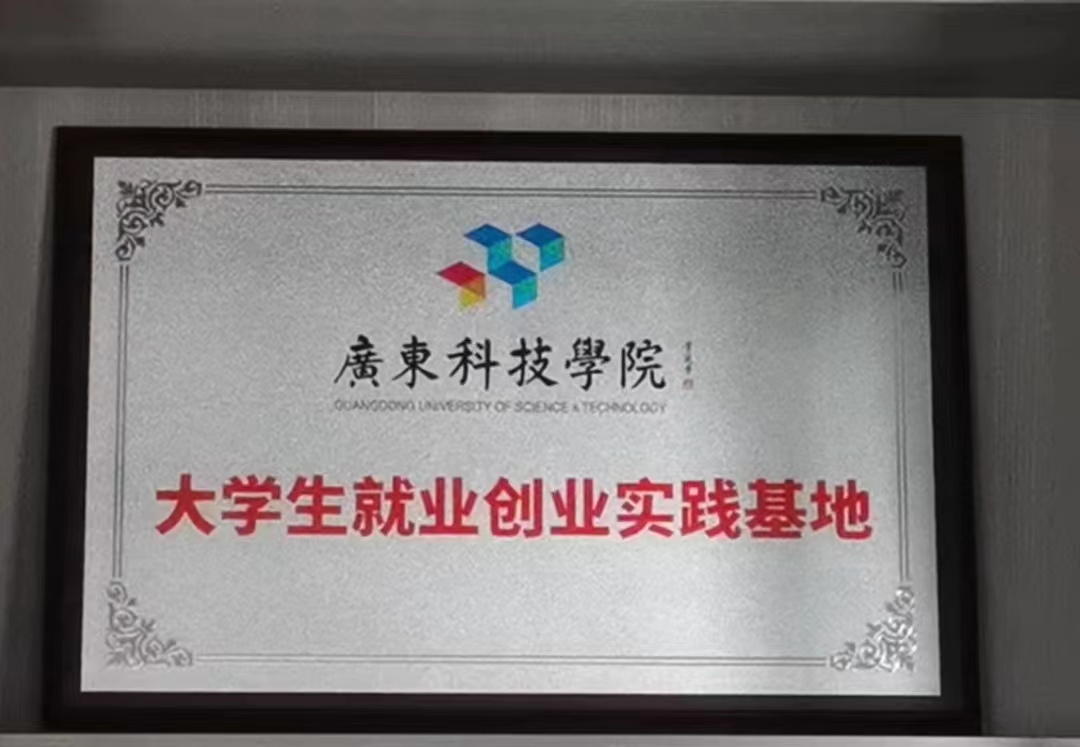 廣東科技學院
GUANGDONG UNIVERSITY OF SCIENCE & TECHNOLOGY
大学生就业创业实践基地